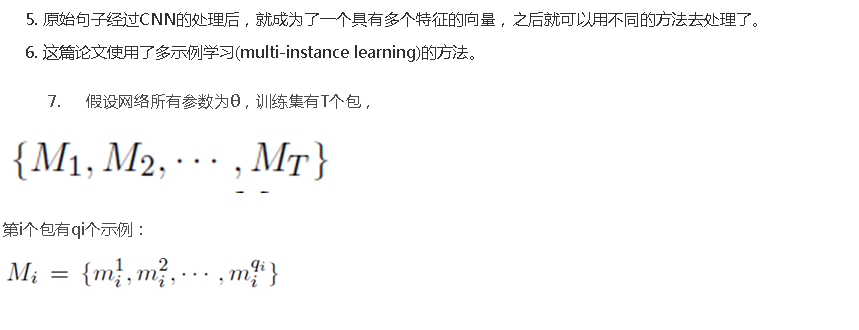 5. 原始句子经过CNN的处理后，就成为了一个具有多个特征的向量，之后就可以用不同的方法去处理了。
6. 这篇论文使用了多示例学习(multi-instance learning)的方法。
7. 假设网络所有参数为θ，训练集有T个包，
{M₁, M₂, ⋯ , M_T}
第i个包有qi个示例：
M_i = {m_i^1, m_i^2, ⋯ , m_i^{q_i}}